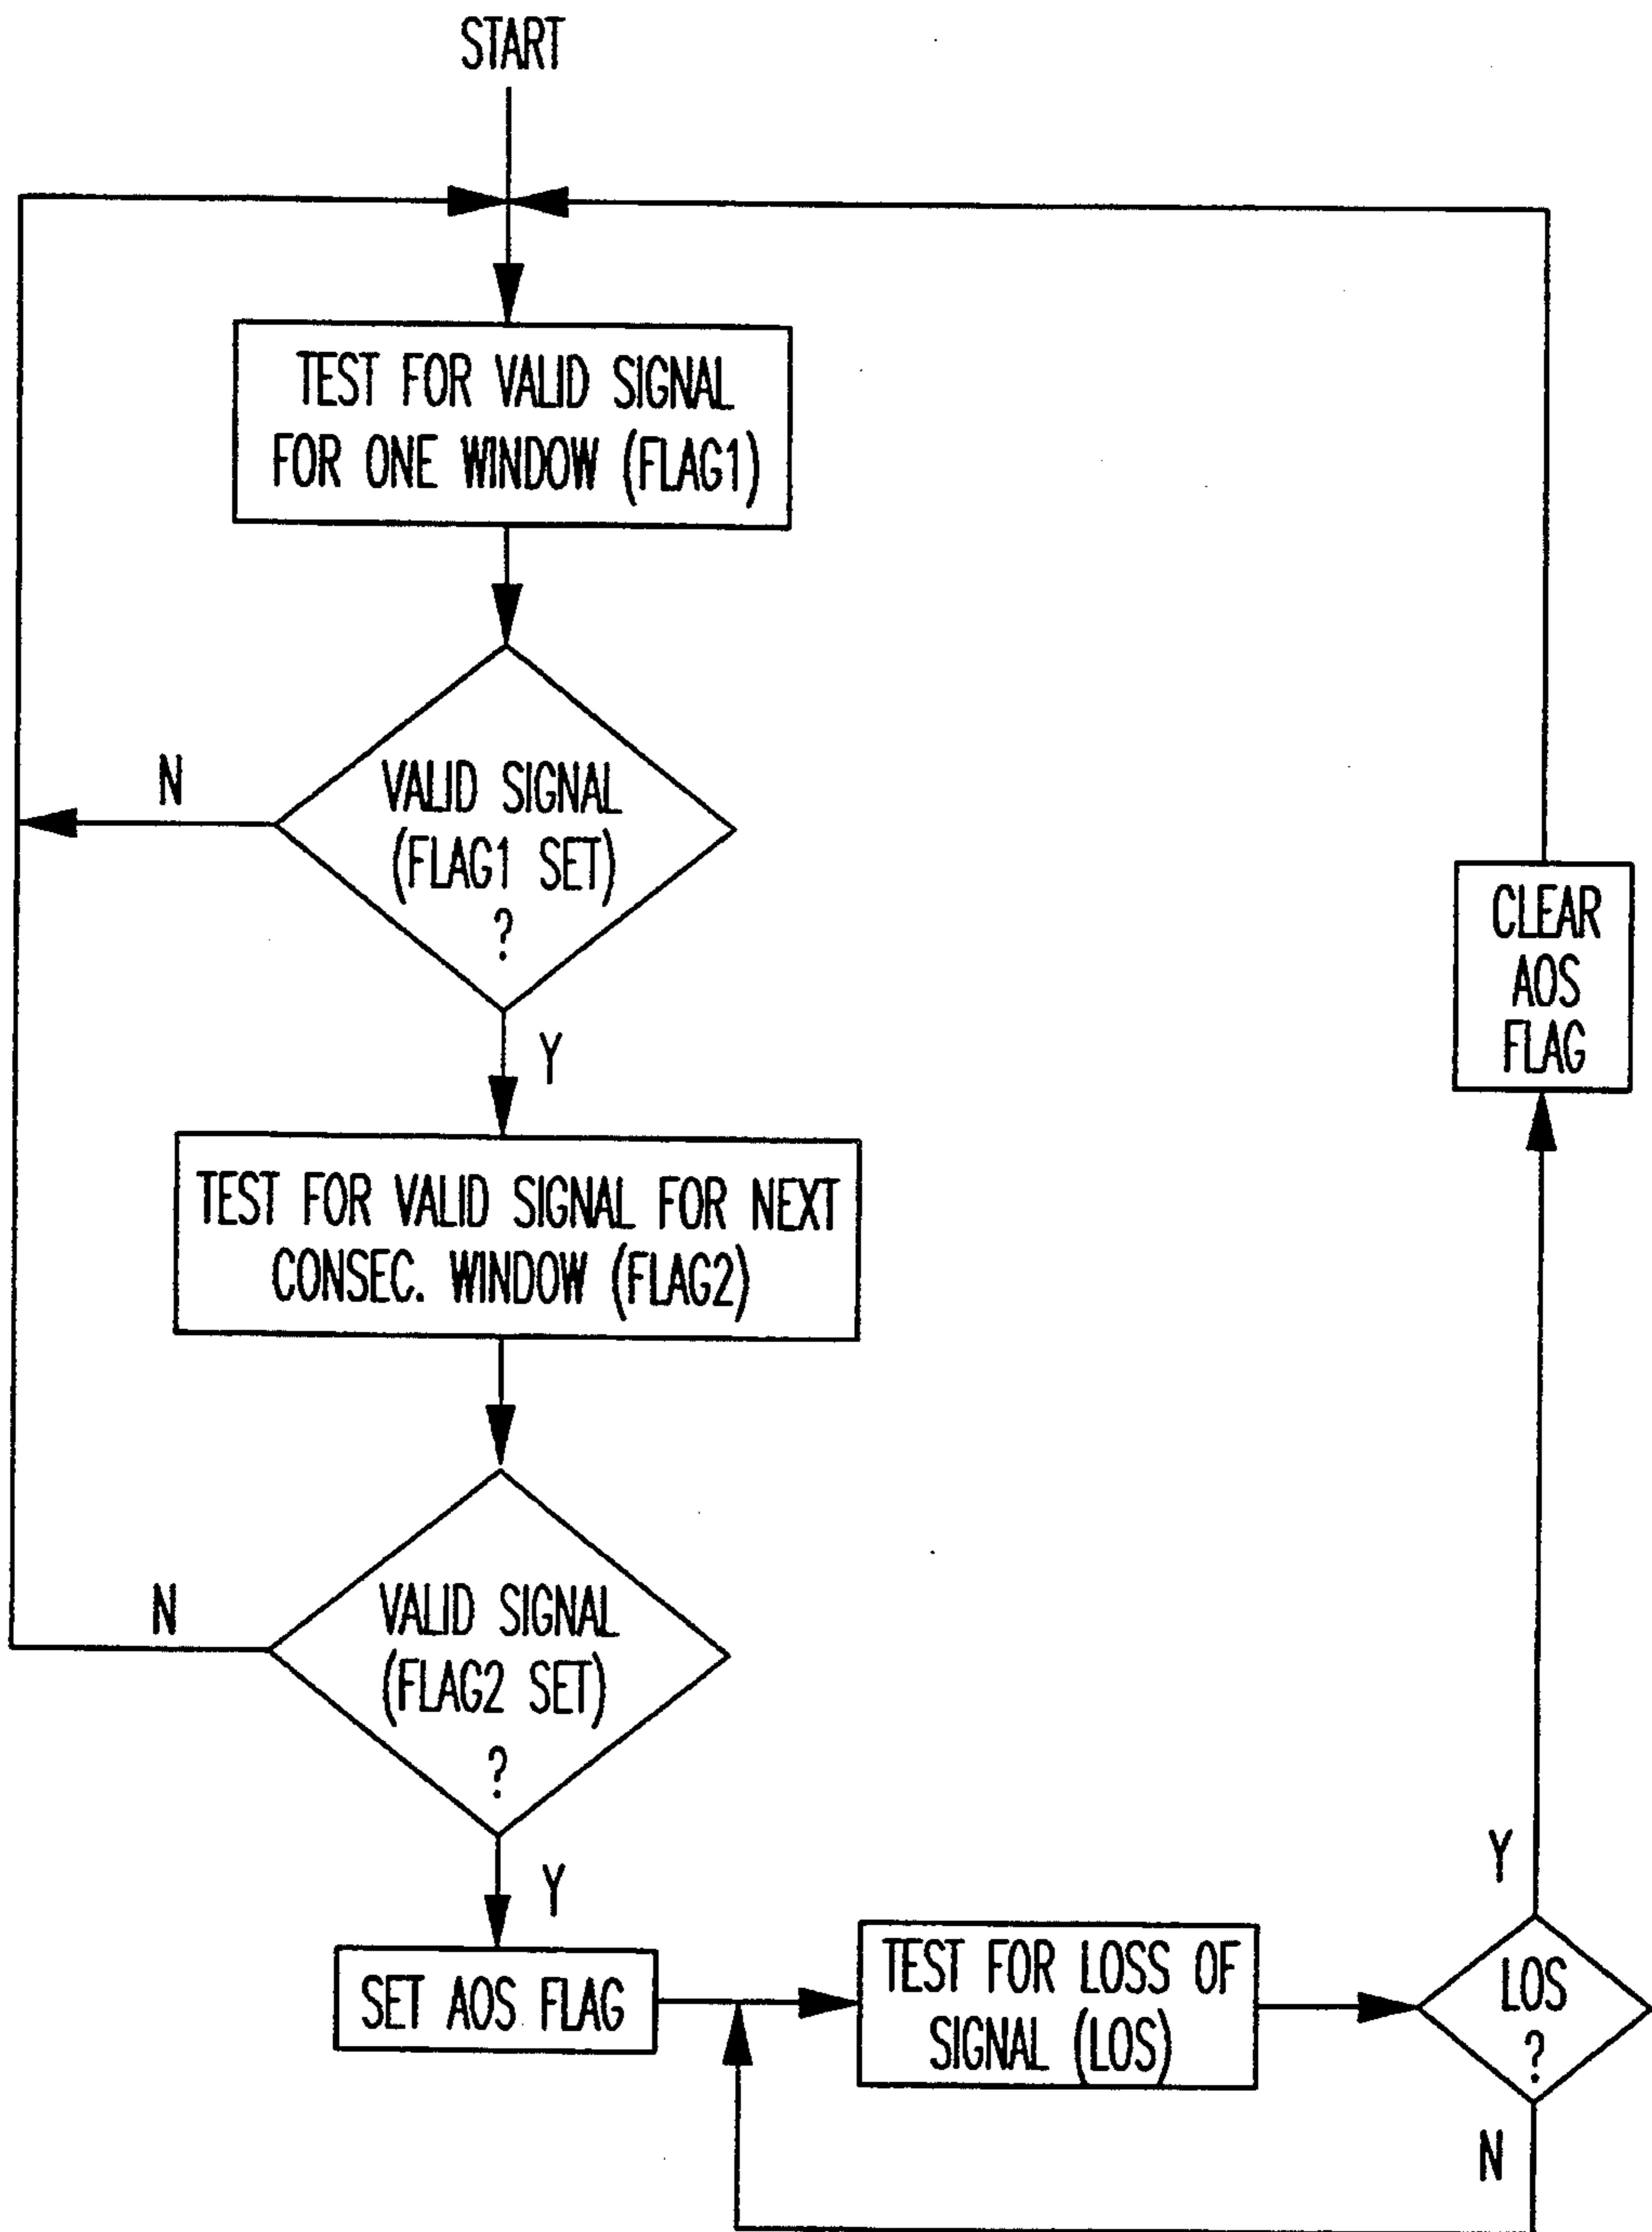 START
TEST FOR VALID SIGNAL
FOR ONE WINDOW (FLAG1)
N
VALID SIGNAL
(FLAG1 SET)
?
Y
CLEAR
AOS
FLAG
TEST FOR VALID SIGNAL FOR NEXT
CONSEC. WINDOW (FLAG2)
N
VALID SIGNAL
(FLAG2 SET)
?
Y
SET AOS FLAG
TEST FOR LOSS OF
SIGNAL (LOS)
Y
LOS
?
N